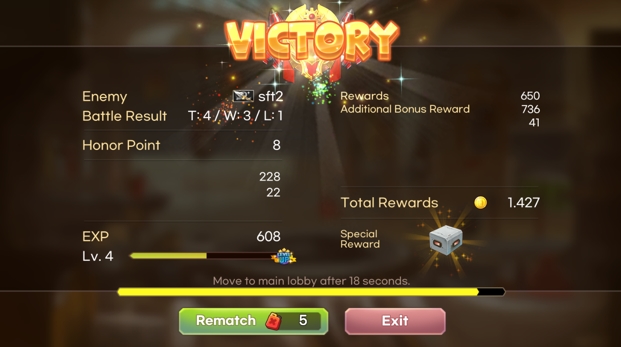 VICTORY
Enemy sft2
Battle Result T: 4 / W: 3 / L: 1
Honor Point 8
228
22
EXP 608
Lv. 4
Rewards 650
Additional Bonus Reward 736
41
Total Rewards 1.427
Special
Reward
Move to main lobby after 18 seconds.
Rematch 5
Exit